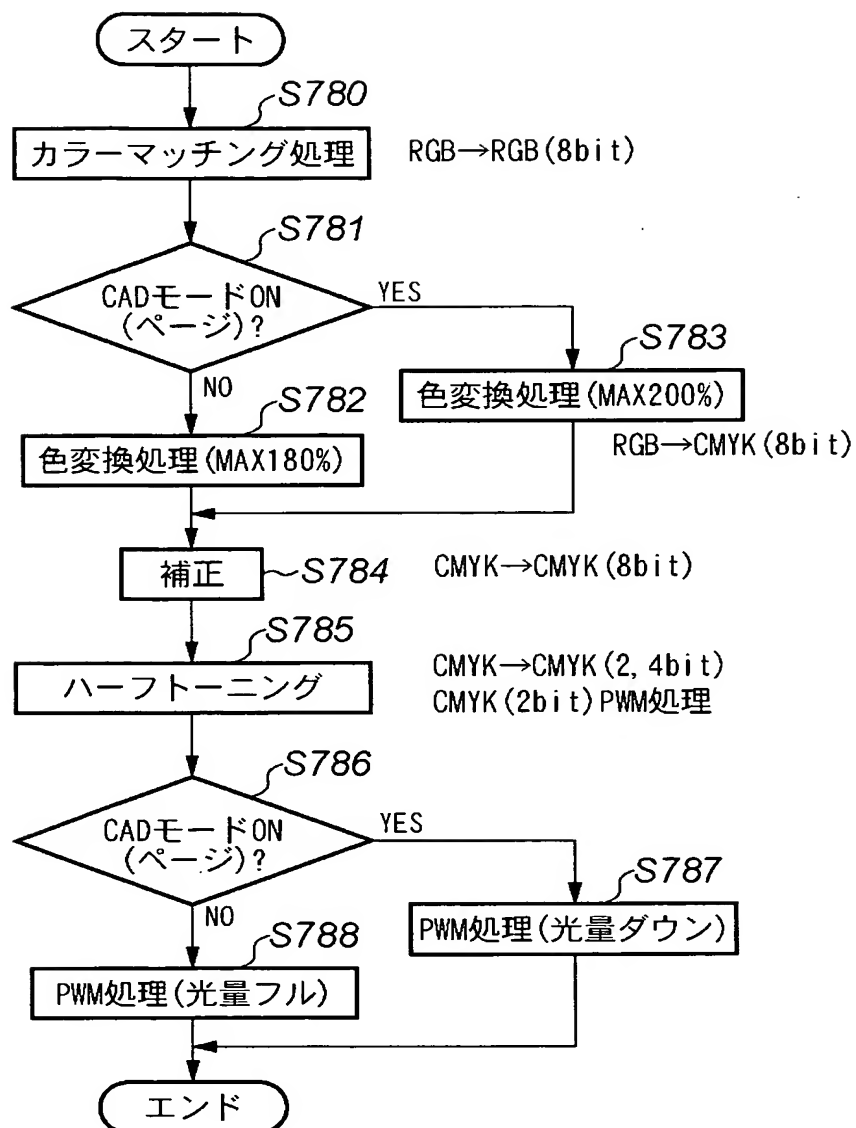 スタート
S780
カラーマッチング処理
RGB→RGB(8bit)
S781
CADモードON
(ページ)?
YES
NO
S783
色変換処理(MAX200%)
RGB→CMYK(8bit)
S782
色変換処理(MAX180%)
補正
S784
CMYK→CMYK(8bit)
S785
ハーフトーニング
CMYK→CMYK(2,4bit)
CMYK(2bit)PWM処理
S786
CADモードON
(ページ)?
YES
NO
S787
PWM処理(光量ダウン)
S788
PWM処理(光量フル)
エンド